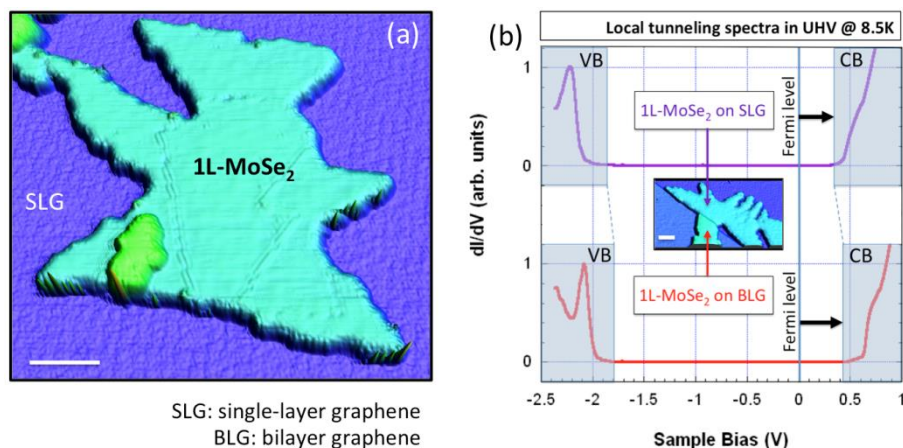 (a)
1L-MoSe₂
SLG
SLG: single-layer graphene
BLG: bilayer graphene
(b)
Local tunneling spectra in UHV @ 8.5K
VB
CB
1L-MoSe₂ on SLG
Fermi level
1
0
dI/dV (arb. units)
VB
CB
1L-MoSe₂ on BLG
Fermi level
1
0
-2.5 -2 -1.5 -1 -0.5 0 0.5 1
Sample Bias (V)